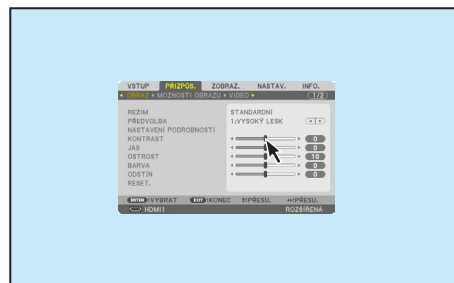 VSTUP PŘIZPŮS. ZOBRAZ. NASTAV. INFO.
OBRAZ • MOŽNOSTI OBRAZU • VIDEO 1/2
REŽIM STANDARDNÍ
PŘEDVOLBA 1:VYSOKÝ LESK
NASTAVENÍ PODROBNOSTÍ
KONTRAST 0
JAS 0
OSTROST 10
BARVA 0
ODSTÍN 0
RESET.
ENTER :VYBRAT EXIT :KONEC :PŘESU. :PŘESU.
HDMI1 ROZŠÍŘENÁ